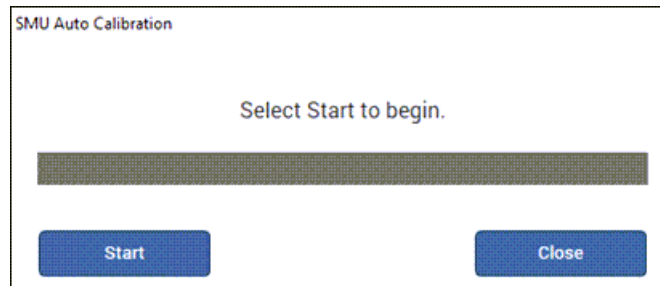 SMU Auto Calibration
Select Start to begin.
Start
Close